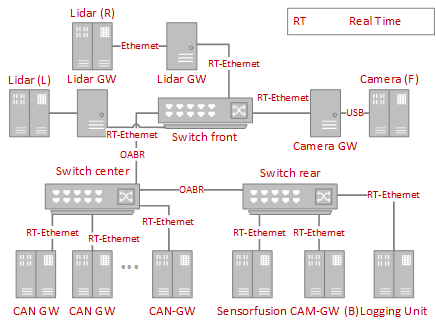 Lidar (R)
RT Real Time
Ethernet
RT-Ethernet
Lidar (L)
Lidar GW
Lidar GW
Camera (F)
RT-Ethernet
USB
RT-Ethernet
Switch front
Camera GW
OABR
Switch center
Switch rear
OABR
RT-Ethernet
RT-Ethernet
RT-Ethernet
RT-Ethernet
RT-Ethernet
RT-Ethernet
...
CAN GW
CAN GW
CAN-GW
Sensorfusion
CAM-GW (B)
Logging Unit